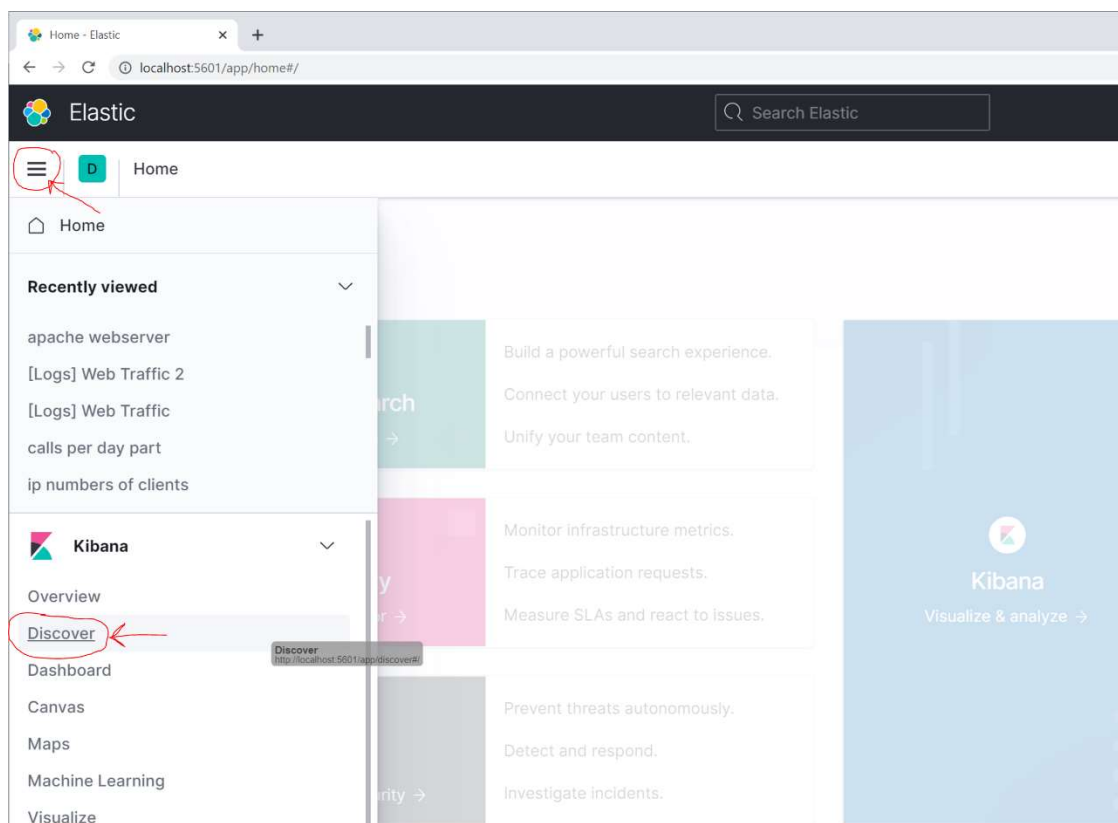 Home - Elastic
localhost:5601/app/home#/
Elastic
Search Elastic
D
Home
Home
Recently viewed
apache webserver
[Logs] Web Traffic 2
[Logs] Web Traffic
calls per day part
ip numbers of clients
Kibana
Overview
Discover
Discover
http://localhost:5601/app/discover#/
Dashboard
Canvas
Maps
Machine Learning
Visualize
rch
Build a powerful search experience.
Connect your users to relevant data.
Unify your team content.
y
r →
Monitor infrastructure metrics.
Trace application requests.
Measure SLAs and react to issues.
rity →
Prevent threats autonomously.
Detect and respond.
Investigate incidents.
Kibana
Visualize & analyze →